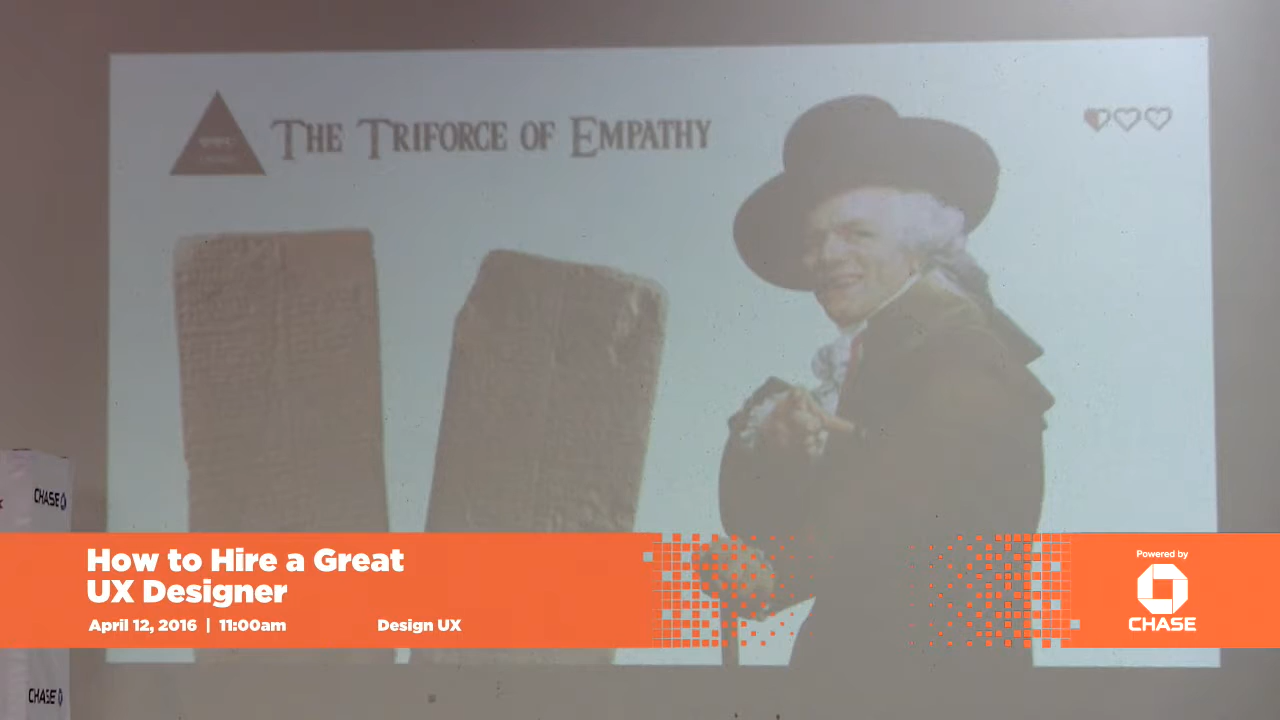 THE TRIFORCE OF EMPATHY
CHASE
How to Hire a Great
UX Designer
April 12, 2016 | 11:00am
Design UX
Powered by
CHASE
CHASE